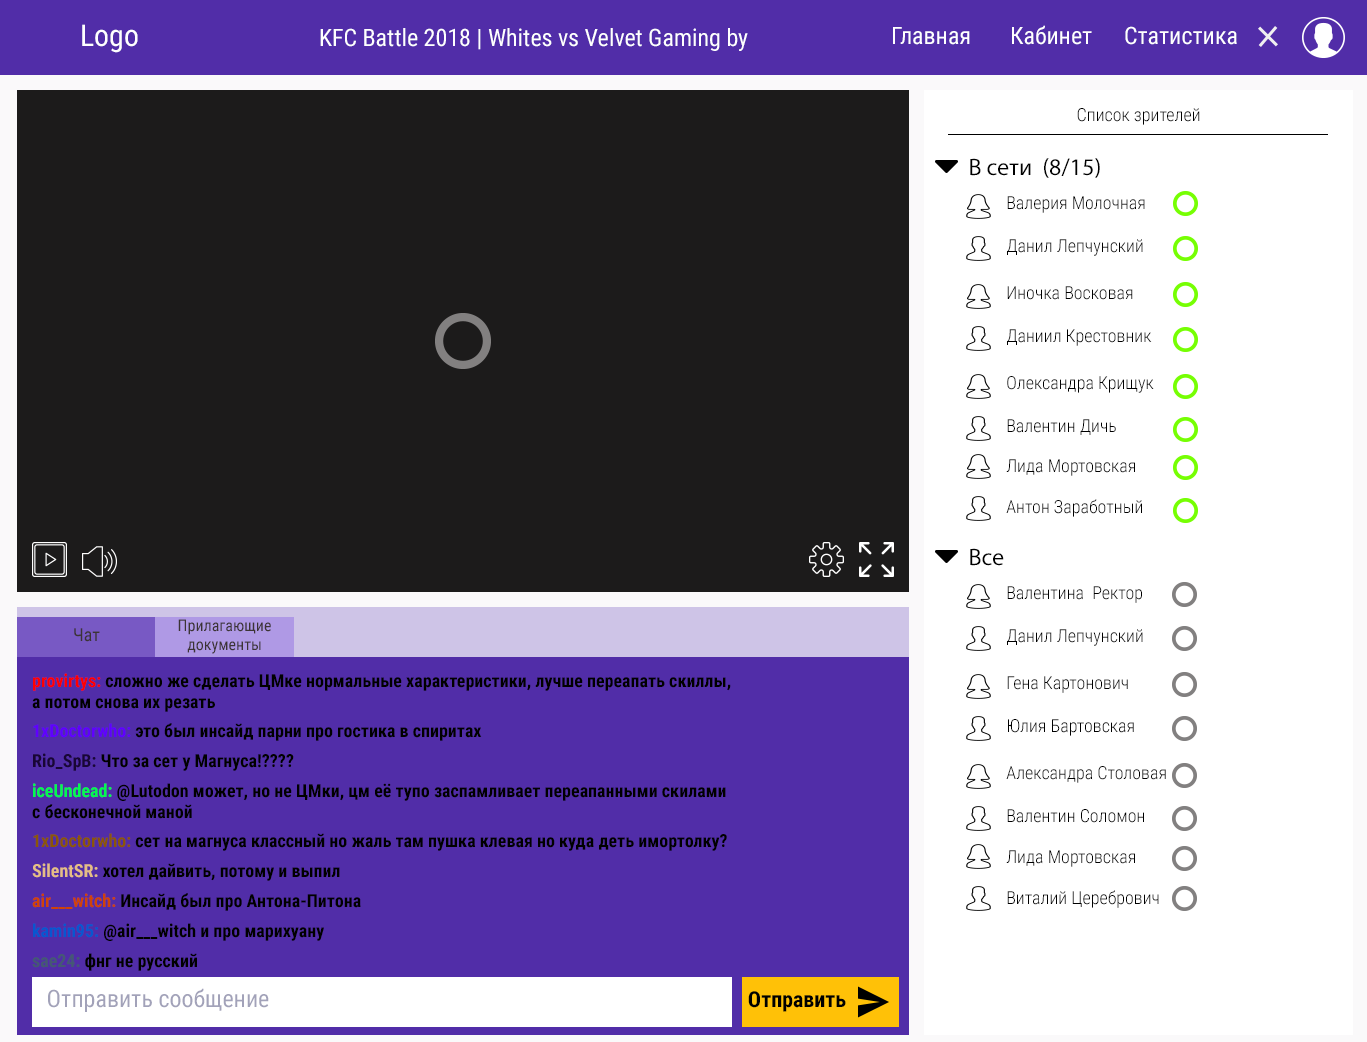 Logo
KFC Battle 2018 | Whites vs Velvet Gaming by
Главная Кабинет Статистика
Список зрителей
В сети (8/15)
Валерия Молочная
Данил Лепчунский
Иночка Восковая
Даниил Крестовник
Олександра Крищук
Валентин Дичь
Лида Мортовская
Антон Заработный
Все
Валентина Ректор
Данил Лепчунский
Гена Картонович
Юлия Бартовская
Александра Столовая
Валентин Соломон
Лида Мортовская
Виталий Церебрович
Чат
Прилагающие
документы
provirtys: сложно же сделать ЦМке нормальные характеристики, лучше переапать скиллы,
а потом снова их резать
1xDoctorwho: это был инсайд парни про гостика в спиритах
Rio_SpB: Что за сет у Магнуса!????
iceUndead: @Lutodon может, но не ЦМки, цм её тупо заспамливает переапанными скилами
с бесконечной маной
1xDoctorwho: сет на магнуса классный но жаль там пушка клевая но куда деть имортолку?
SilentSR: хотел дайвить, потому и выпил
air___witch: Инсайд был про Антона-Питона
kamin95: @air___witch и про марихуану
sae24: фнг не русский
Отправить сообщение
Отправить